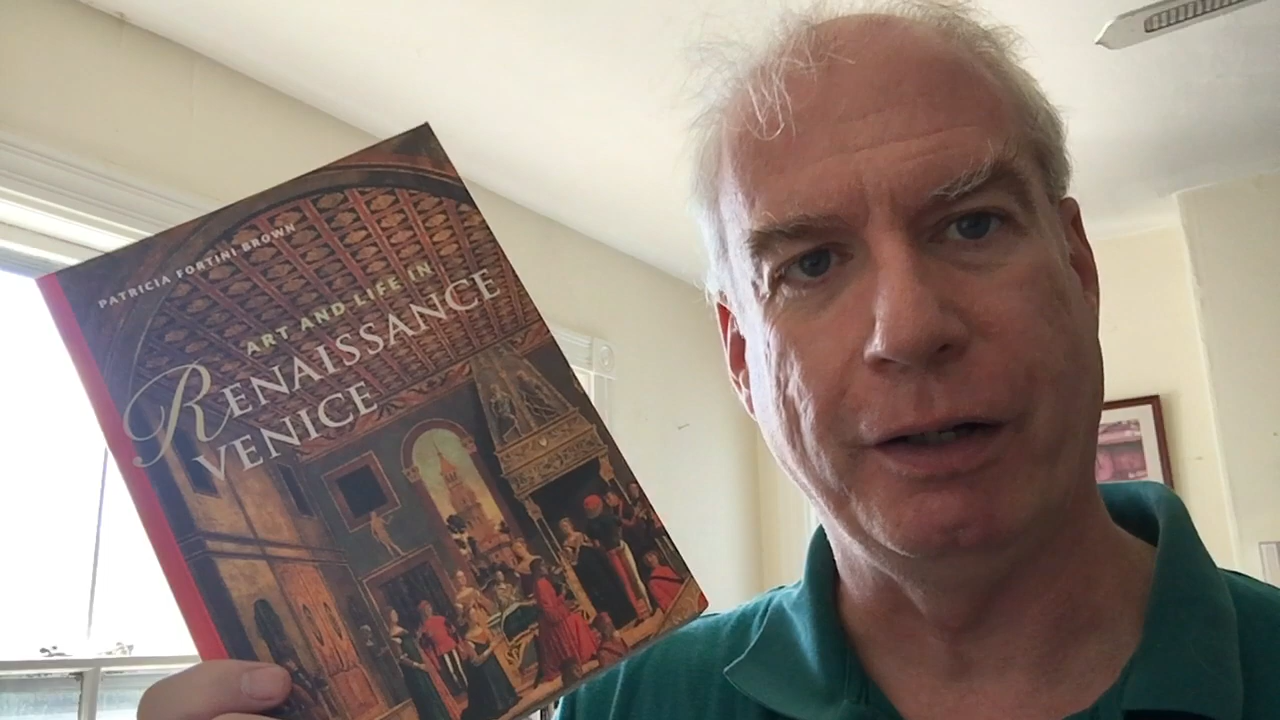 PATRICIA FORTINI BROWN
ART AND LIFE IN
RENAISSANCE
VENICE